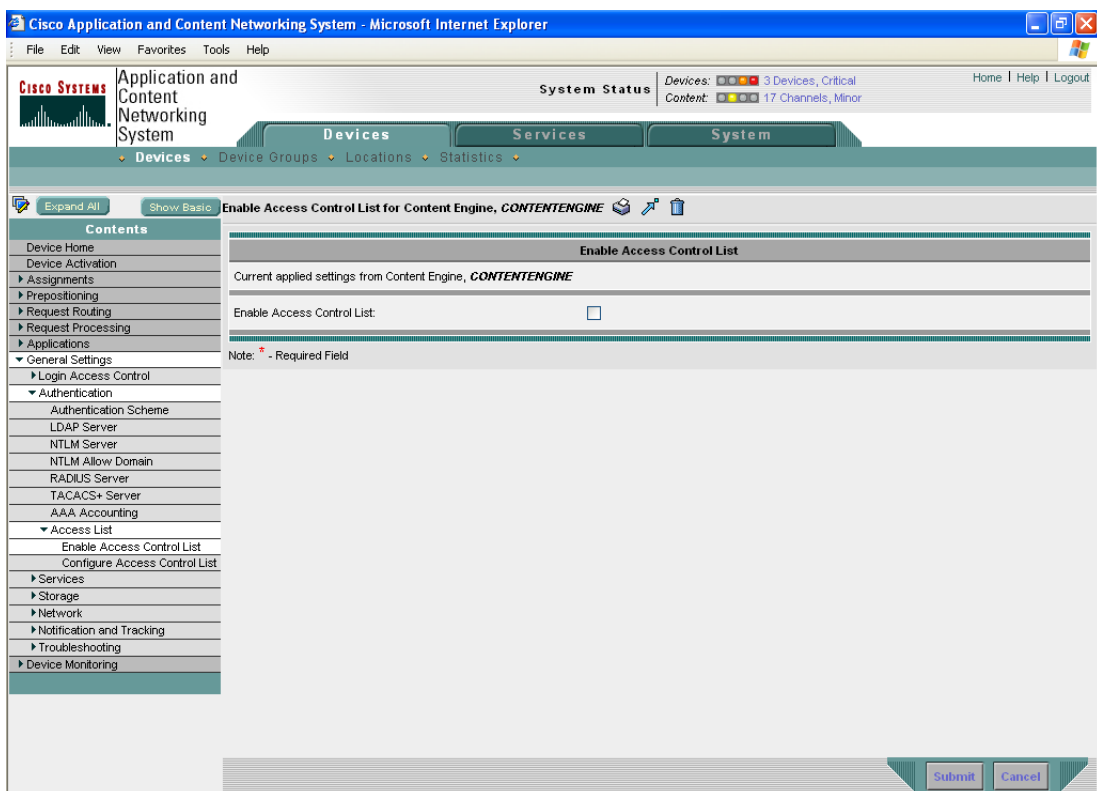 Cisco Application and Content Networking System - Microsoft Internet Explorer
File Edit View Favorites Tools Help
CISCO SYSTEMS
Application and
Content
Networking
System
System Status
Devices: 3 Devices, Critical
Content: 17 Channels, Minor
Home | Help | Logout
Devices Services System
Devices Device Groups Locations Statistics
Expand All Show Basic
Enable Access Control List for Content Engine, CONTENTENGINE
Contents
Device Home
Device Activation
Assignments
Prepositioning
Request Routing
Request Processing
Applications
General Settings
Login Access Control
Authentication
Authentication Scheme
LDAP Server
NTLM Server
NTLM Allow Domain
RADIUS Server
TACACS+ Server
AAA Accounting
Access List
Enable Access Control List
Configure Access Control List
Services
Storage
Network
Notification and Tracking
Troubleshooting
Device Monitoring
Enable Access Control List
Current applied settings from Content Engine, CONTENTENGINE
Enable Access Control List:
Note: * - Required Field
Submit Cancel